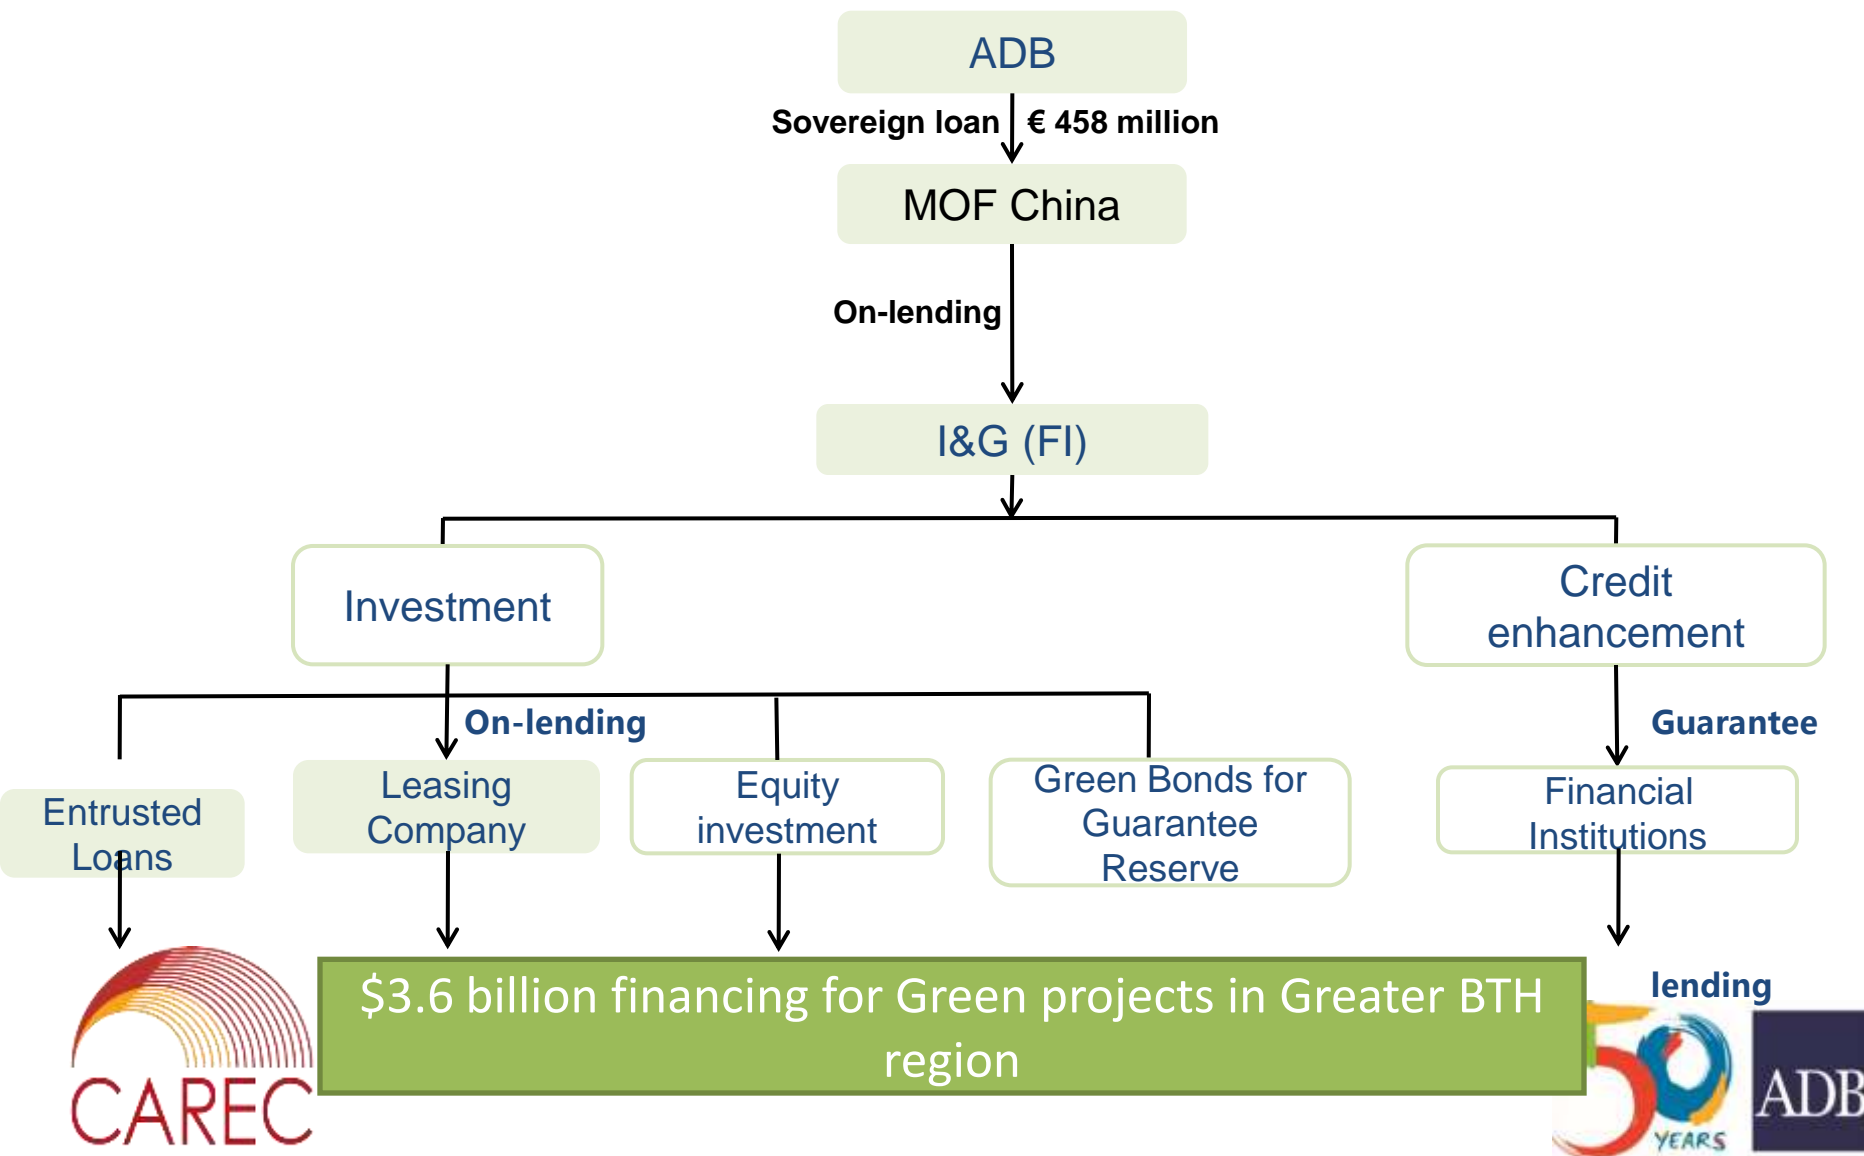 ADB
Sovereign loan € 458 million
MOF China
On-lending
I&G (FI)
Investment
Credit
enhancement
On-lending
Guarantee
Entrusted
Loans
Leasing
Company
Equity
investment
Green Bonds for
Guarantee
Reserve
Financial
Institutions
$3.6 billion financing for Green projects in Greater BTH
region
lending
CAREC
50
YEARS
ADB